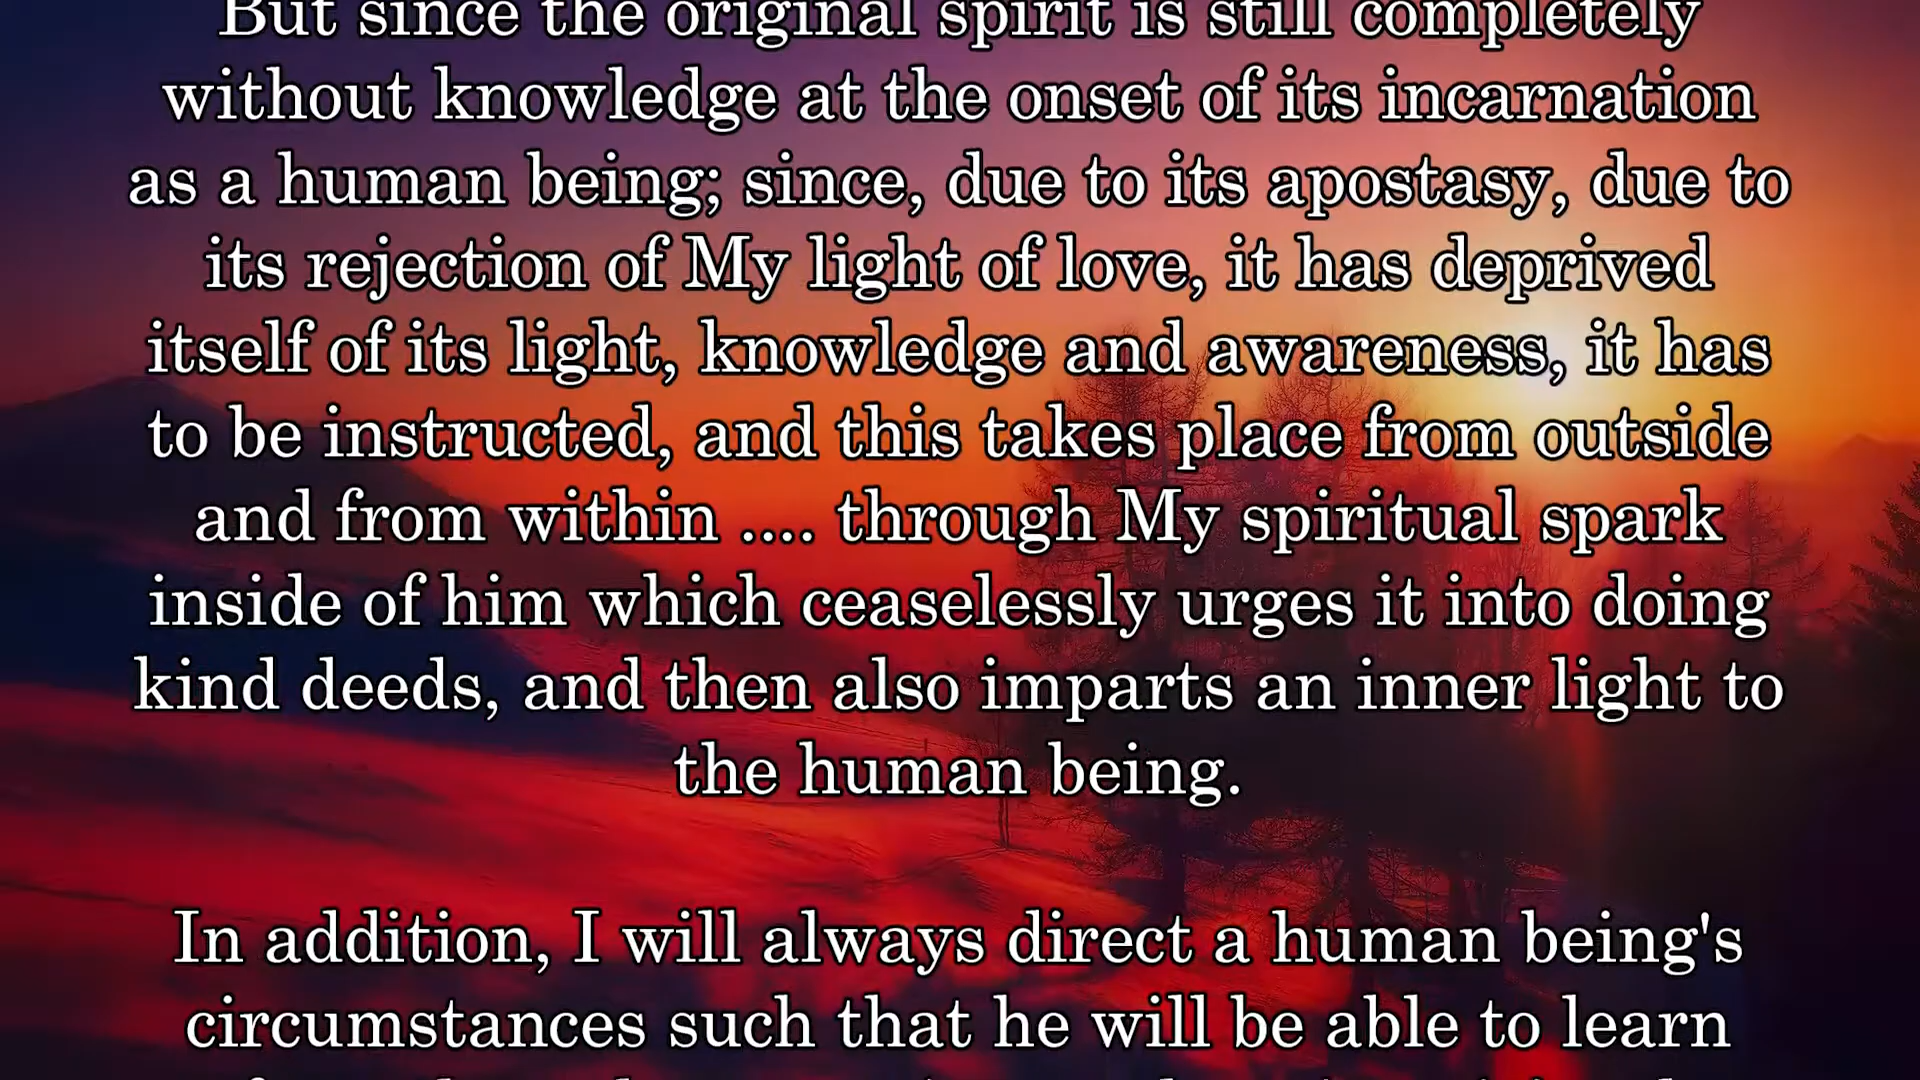 But since the original spirit is still completely
without knowledge at the onset of its incarnation
as a human being; since, due to its apostasy, due to
its rejection of My light of love, it has deprived
itself of its light, knowledge and awareness, it has
to be instructed, and this takes place from outside
and from within .... through My spiritual spark
inside of him which ceaselessly urges it into doing
kind deeds, and then also imparts an inner light to
the human being.
In addition, I will always direct a human being's
circumstances such that he will be able to learn